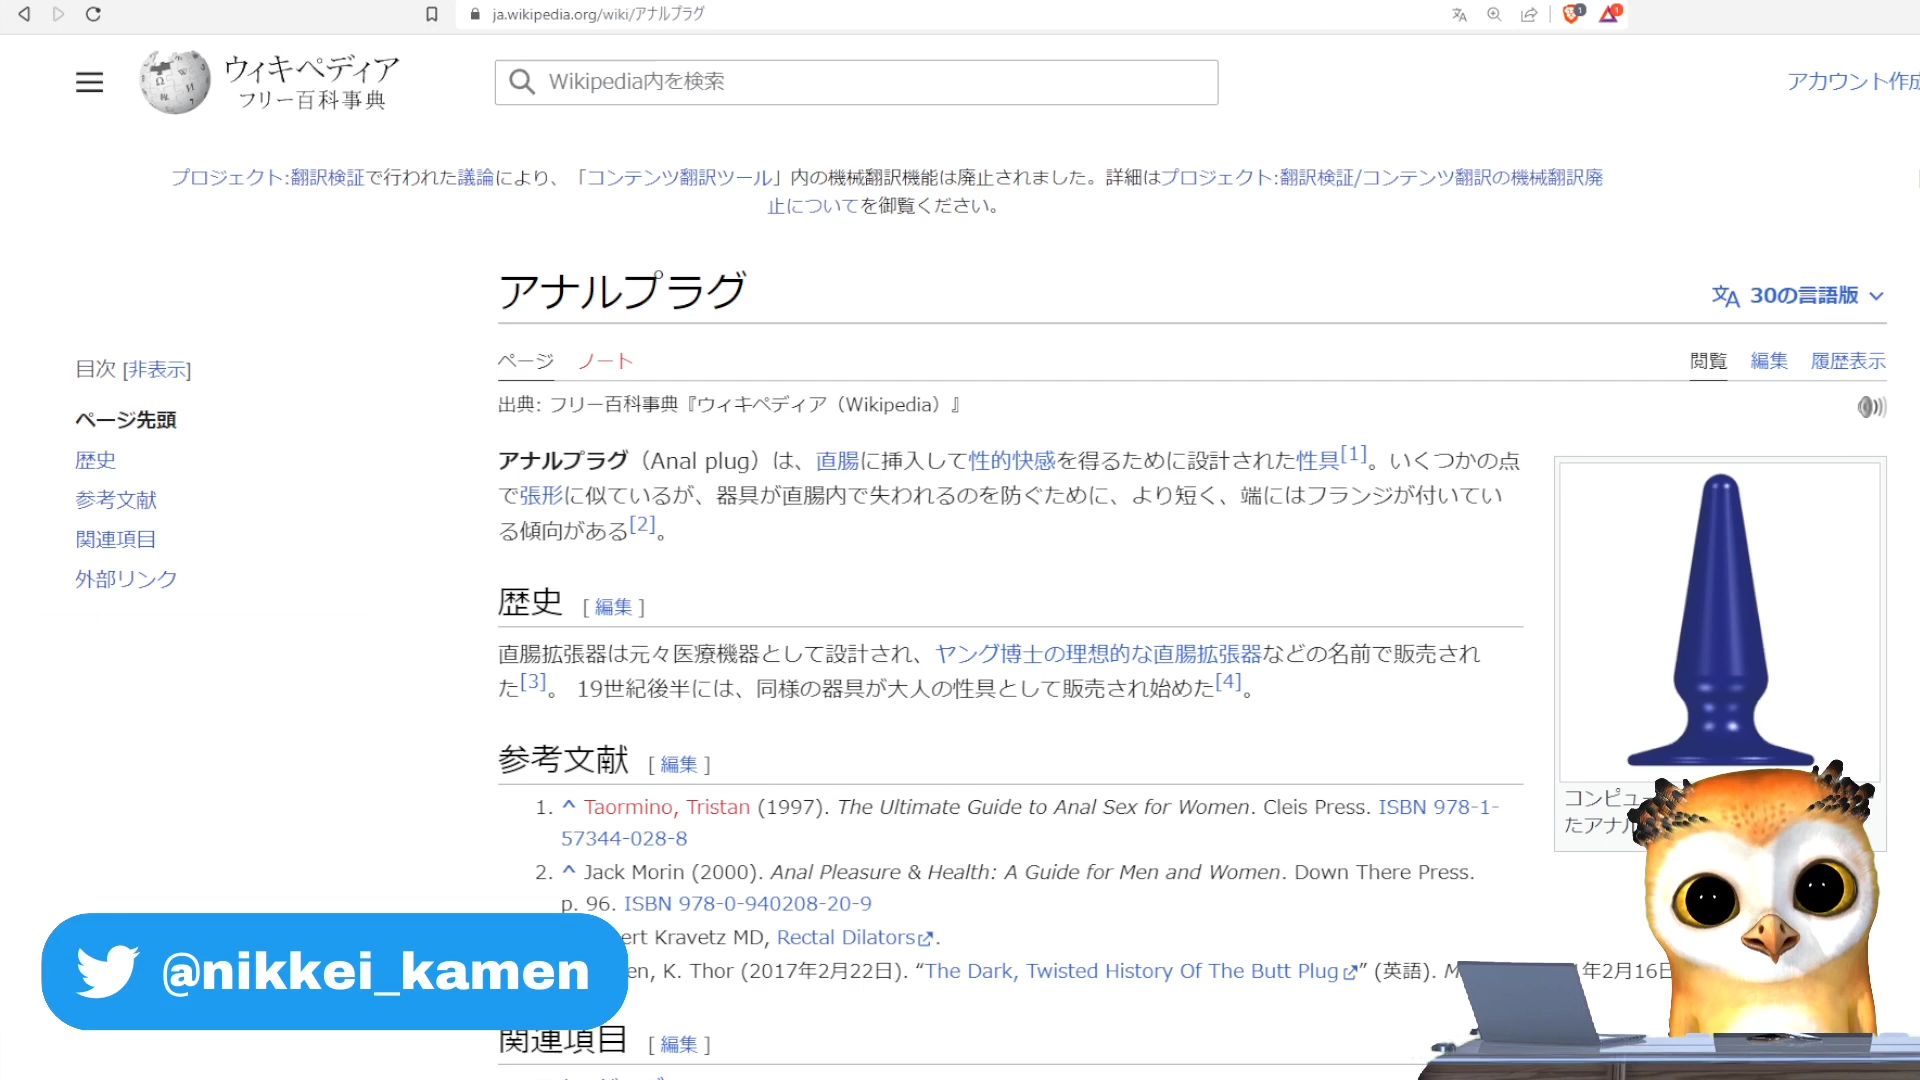 ja.wikipedia.org/wiki/アナルプラグ
1
1
ウィキペディア
フリー百科事典
Wikipedia内を検索
アカウント作成
プロジェクト:翻訳検証で行われた議論により、「コンテンツ翻訳ツール」内の機械翻訳機能は廃止されました。詳細はプロジェクト:翻訳検証/コンテンツ翻訳の機械翻訳廃
止についてを御覧ください。
アナルプラグ
30の言語版
目次 [非表示]
ページ先頭
歴史
参考文献
関連項目
外部リンク
ページ ノート
閲覧 編集 履歴表示
出典: フリー百科事典『ウィキペディア（Wikipedia）』
アナルプラグ（Anal plug）は、直腸に挿入して性的快感を得るために設計された性具[1]。いくつかの点
で張形に似ているが、器具が直腸内で失われるのを防ぐために、より短く、端にはフランジが付いてい
る傾向がある[2]。
コンピュ
たアナ
歴史 [ 編集 ]
直腸拡張器は元々医療機器として設計され、ヤング博士の理想的な直腸拡張器などの名前で販売され
た[3]。 19世紀後半には、同様の器具が大人の性具として販売され始めた[4]。
参考文献 [ 編集 ]
1. ^ Taormino, Tristan (1997). The Ultimate Guide to Anal Sex for Women. Cleis Press. ISBN 978-1-
57344-028-8
2. ^ Jack Morin (2000). Anal Pleasure & Health: A Guide for Men and Women. Down There Press.
p. 96. ISBN 978-0-940208-20-9
ert Kravetz MD, Rectal Dilators.
en, K. Thor (2017年2月22日). “The Dark, Twisted History Of The Butt Plug” (英語). M 年2月16日
関連項目 [ 編集 ]
@nikkei_kamen